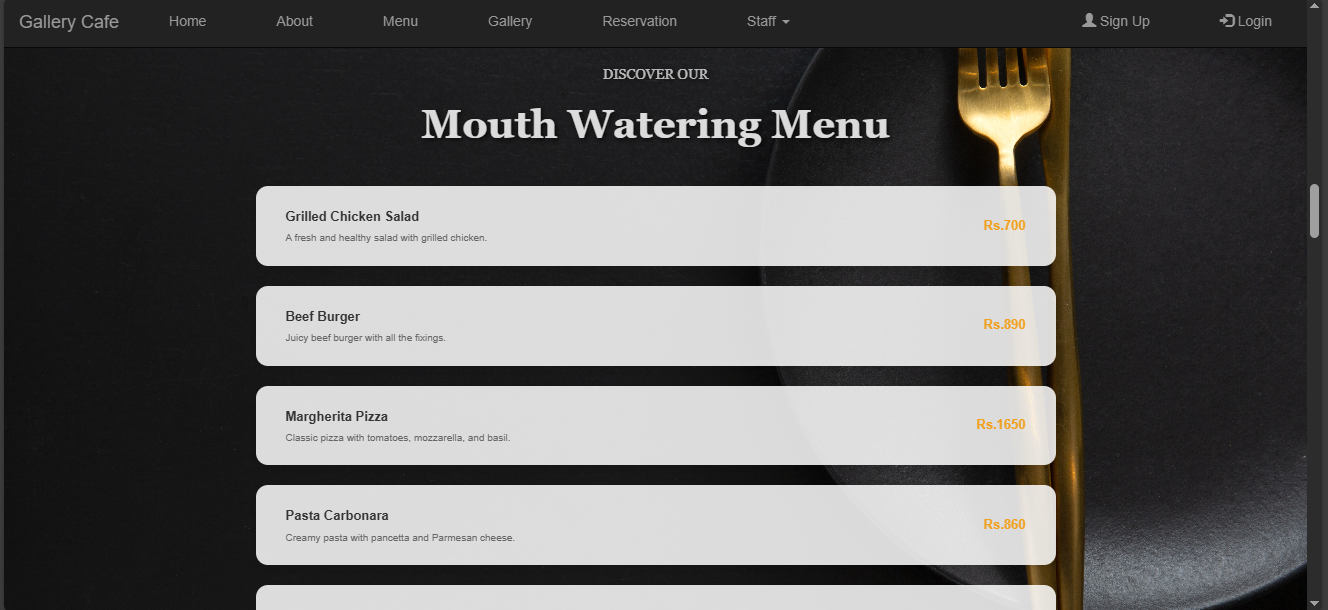 Gallery Cafe Home About Menu Gallery Reservation Staff Sign Up Login
DISCOVER OUR
Mouth Watering Menu
Grilled Chicken Salad
A fresh and healthy salad with grilled chicken.
Rs.700
Beef Burger
Juicy beef burger with all the fixings.
Rs.890
Margherita Pizza
Classic pizza with tomatoes, mozzarella, and basil.
Rs.1650
Pasta Carbonara
Creamy pasta with pancetta and Parmesan cheese.
Rs.860